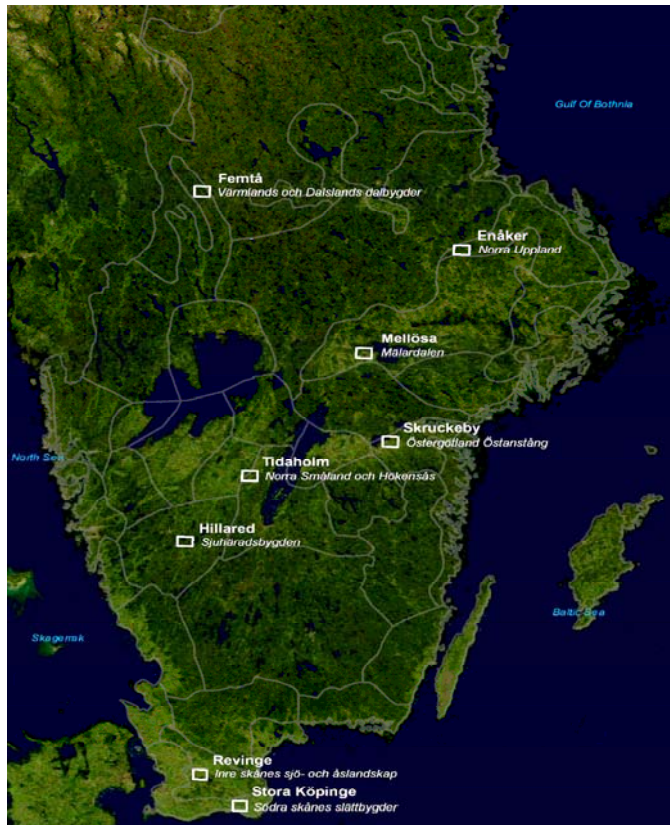 Gulf Of Bothnia
Femtå
Värmlands och Dalslands dalbygder
Enåker
Norra Uppland
Mellösa
Mälardalen
Skruckeby
Östergötland Östanstång
North Sea
Tidaholm
Norra Småland och Hökensås
Hillared
Sjuhäradsbygden
Baltic Sea
Skagerrak
Revinge
Inre skånes sjö- och åslandskap
Stora Köpinge
Södra skånes slättbygder